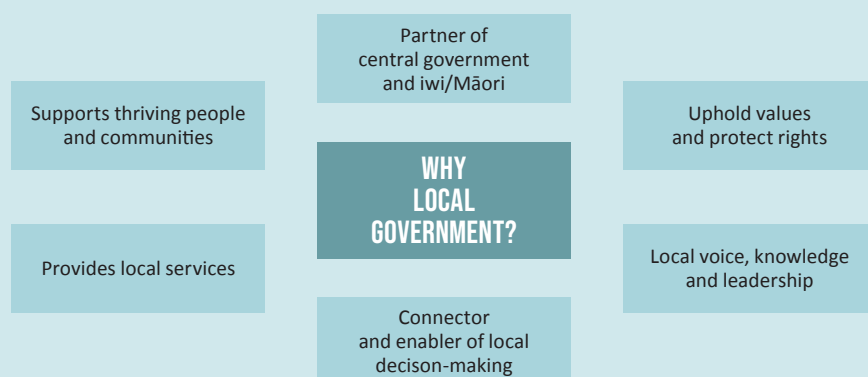 Partner of
central government
and iwi/Māori
Supports thriving people
and communities
Uphold values
and protect rights
WHY
LOCAL
GOVERNMENT?
Provides local services
Local voice, knowledge
and leadership
Connector
and enabler of local
decison-making